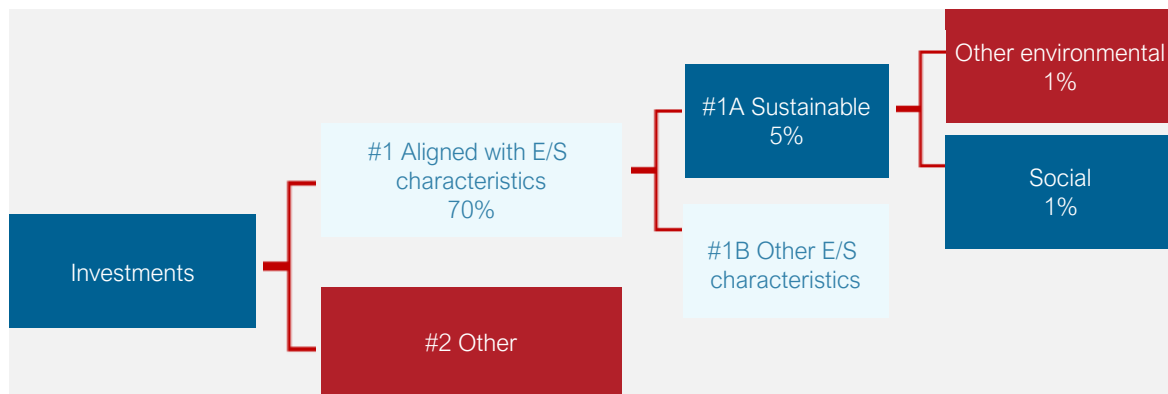 Investments
#1 Aligned with E/S
characteristics
70%
#2 Other
#1A Sustainable
5%
#1B Other E/S
characteristics
Other environmental
1%
Social
1%